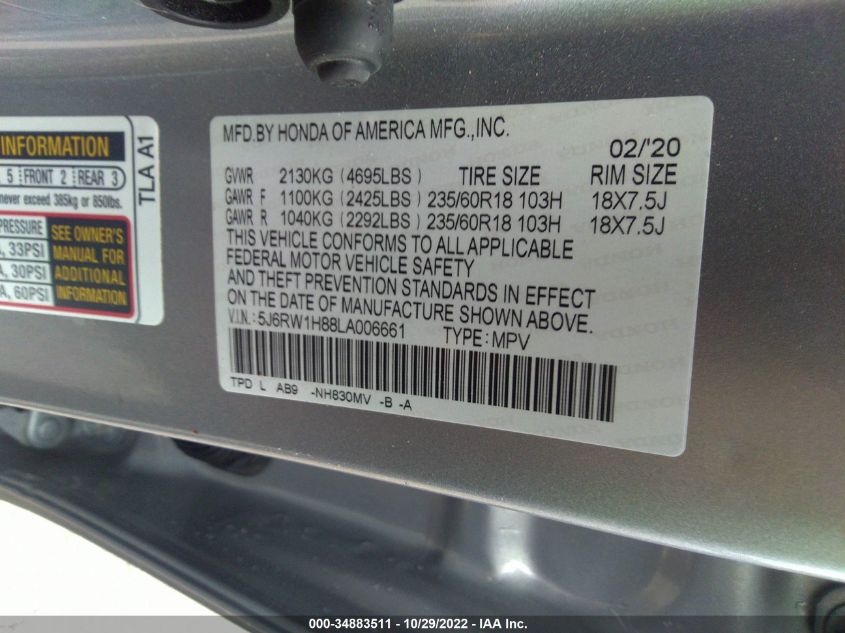 INFORMATION
5 FRONT 2 REAR 3
never exceed 385kg or 850lbs.
PRESSURE
A, 33PSI
A, 30PSI
A, 60PSI
SEE OWNER'S
MANUAL FOR
ADDITIONAL
INFORMATION
TLA A1
MFD.BY HONDA OF AMERICA MFG.,INC.
02/'20
GVWR 2130KG (4695LBS) TIRE SIZE RIM SIZE
GAWR F 1100KG (2425LBS) 235/60R18 103H 18X7.5J
GAWR R 1040KG (2292LBS) 235/60R18 103H 18X7.5J
THIS VEHICLE CONFORMS TO ALL APPLICABLE
FEDERAL MOTOR VEHICLE SAFETY
AND THEFT PREVENTION STANDARDS IN EFFECT
ON THE DATE OF MANUFACTURE SHOWN ABOVE.
V.I.N.: 5J6RW1H88LA006661 TYPE: MPV
TPD L AB9 -NH830MV -B -A
000-34883511 - 10/29/2022 - IAA Inc.